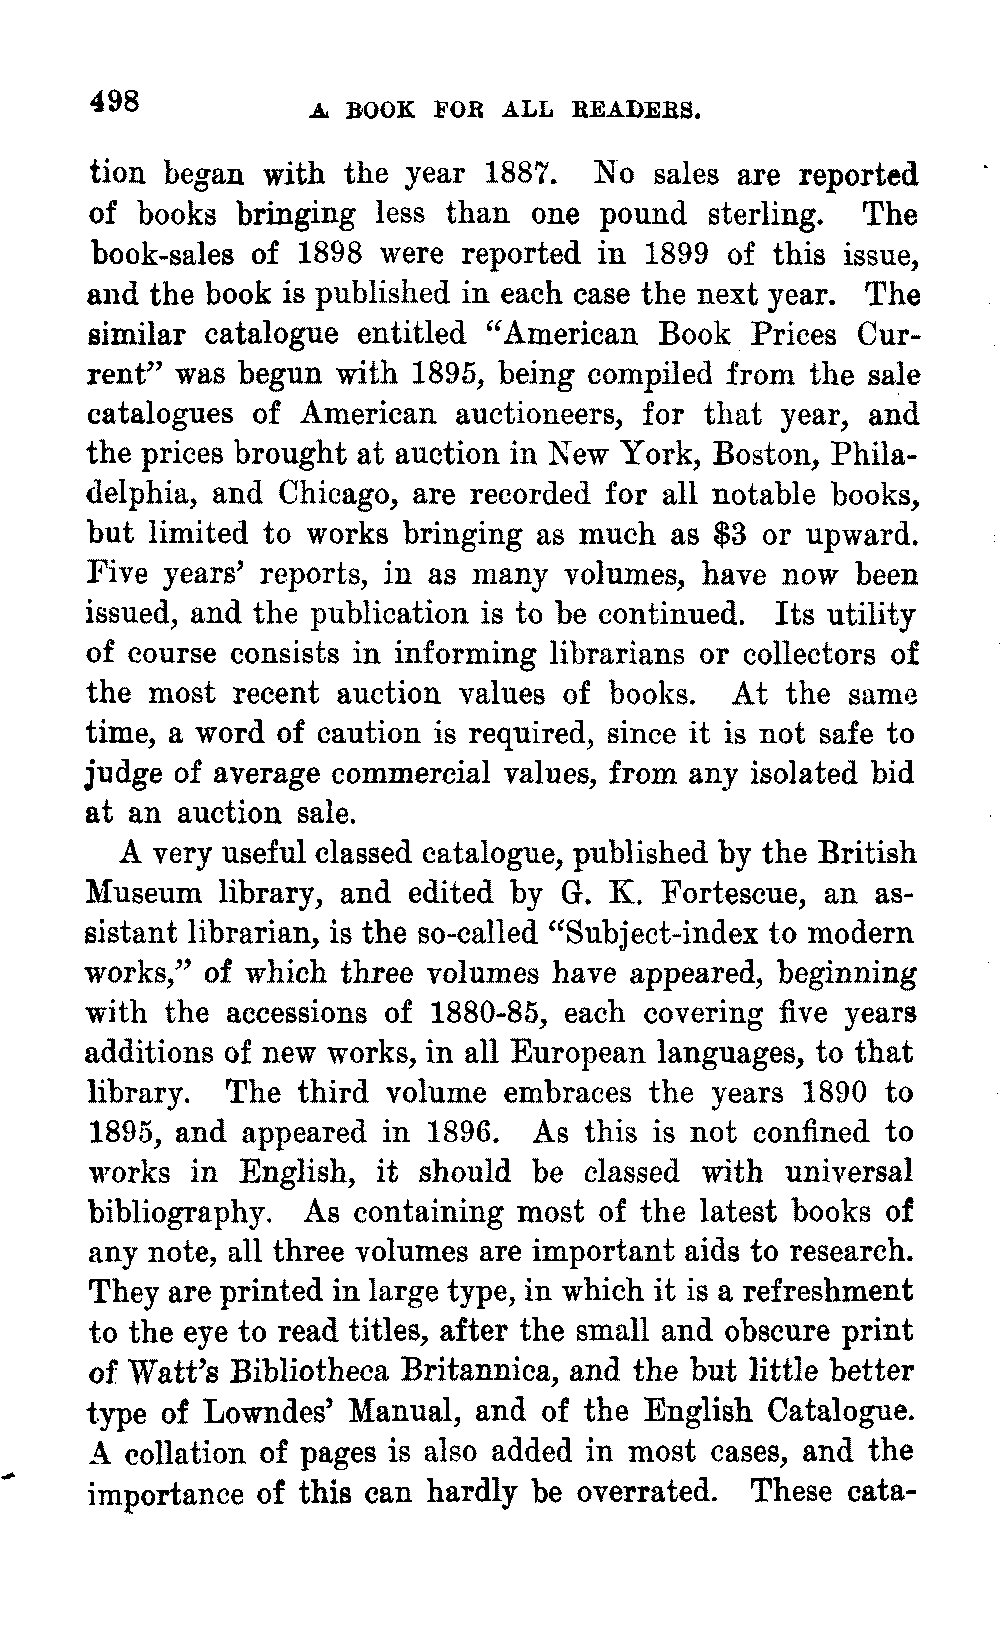 498
A BOOK FOR ALL READERS.
tion began with the year 1887. No sales are reported
of books bringing less than one pound sterling. The
book-sales of 1898 were reported in 1899 of this issue,
and the book is published in each case the next year. The
similar catalogue entitled “American Book Prices Cur-
rent” was begun with 1895, being compiled from the sale
catalogues of American auctioneers, for that year, and
the prices brought at auction in New York, Boston, Phila-
delphia, and Chicago, are recorded for all notable books,
but limited to works bringing as much as $3 or upward.
Five years’ reports, in as many volumes, have now been
issued, and the publication is to be continued. Its utility
of course consists in informing librarians or collectors of
the most recent auction values of books. At the same
time, a word of caution is required, since it is not safe to
judge of average commercial values, from any isolated bid
at an auction sale.
A very useful classed catalogue, published by the British
Museum library, and edited by G. K. Fortescue, an as-
sistant librarian, is the so-called “Subject-index to modern
works,” of which three volumes have appeared, beginning
with the accessions of 1880-85, each covering five years
additions of new works, in all European languages, to that
library. The third volume embraces the years 1890 to
1895, and appeared in 1896. As this is not confined to
works in English, it should be classed with universal
bibliography. As containing most of the latest books of
any note, all three volumes are important aids to research.
They are printed in large type, in which it is a refreshment
to the eye to read titles, after the small and obscure print
of Watt’s Bibliotheca Britannica, and the but little better
type of Lowndes’ Manual, and of the English Catalogue.
A collation of pages is also added in most cases, and the
importance of this can hardly be overrated. These cata-